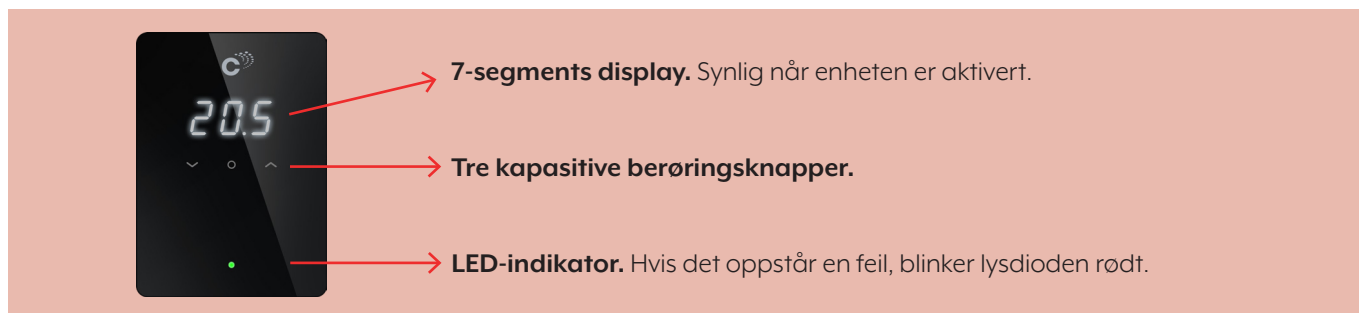 C
7-segments display. Synlig når enheten er aktivert.
20.5
Tre kapasitive berøringsknapper.
LED-indikator. Hvis det oppstår en feil, blinker lysdioden rødt.